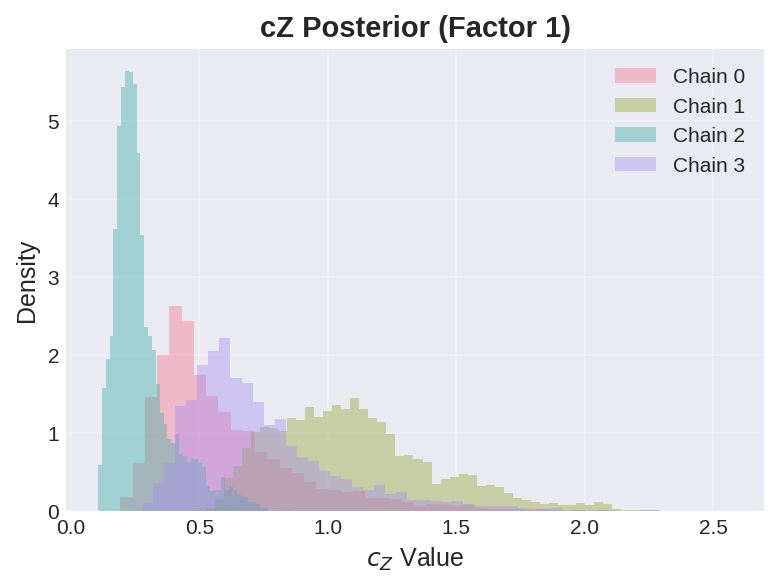 cZ Posterior (Factor 1)
Chain 0
Chain 1
Chain 2
Chain 3
Density
5
4
3
2
1
0
0.0 0.5 1.0 1.5 2.0 2.5
c_Z Value